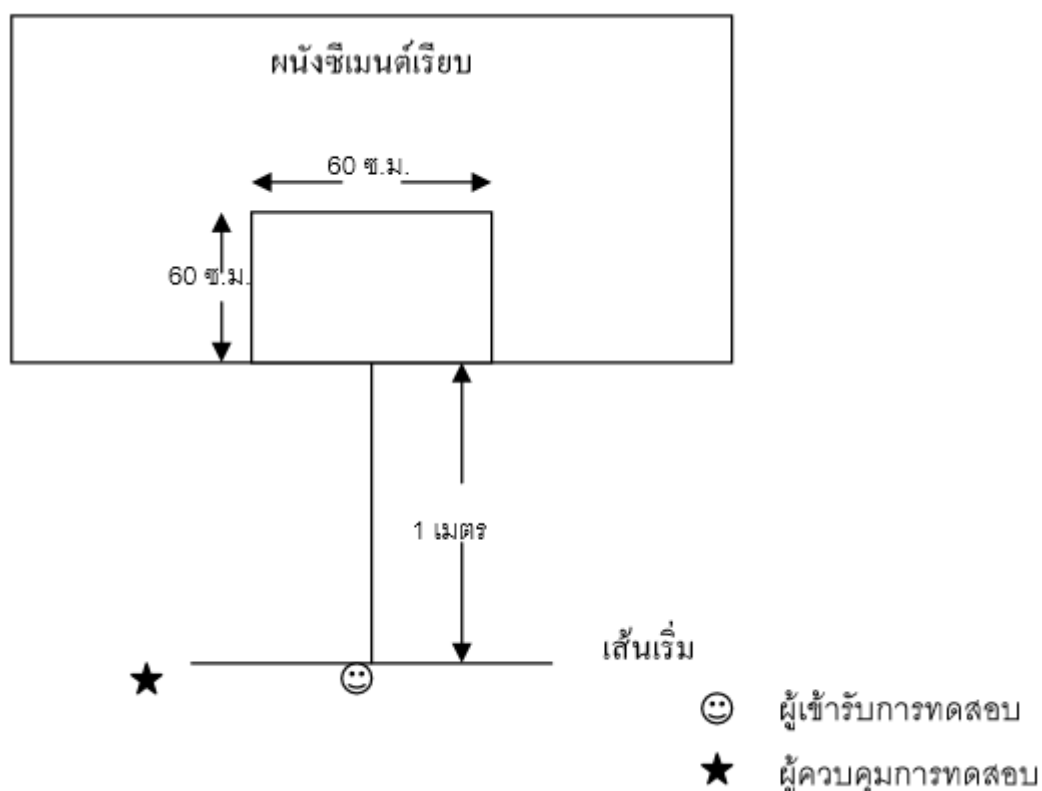 ผนังซีเมนต์เรียบ
60 ซ.ม.
60 ซ.ม.
1 เมตร
เส้นเริ่ม
ผู้เข้ารับการทดสอบ
ผู้ควบคุมการทดสอบ